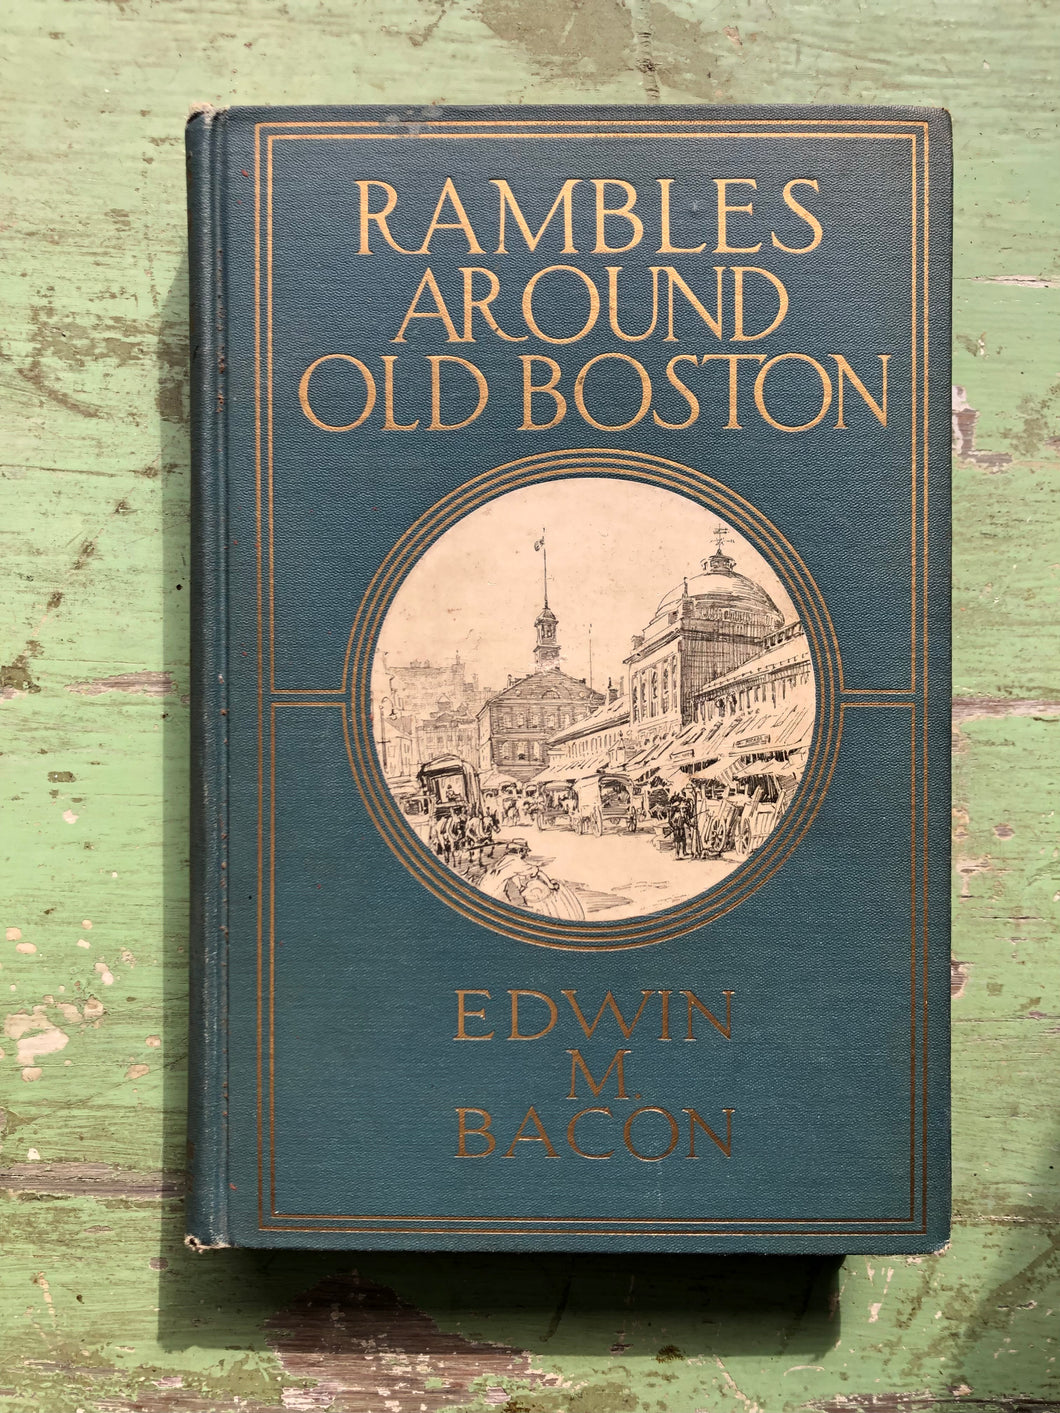 RAMBLES
AROUND
OLD BOSTON
EDWIN
M.
BACON